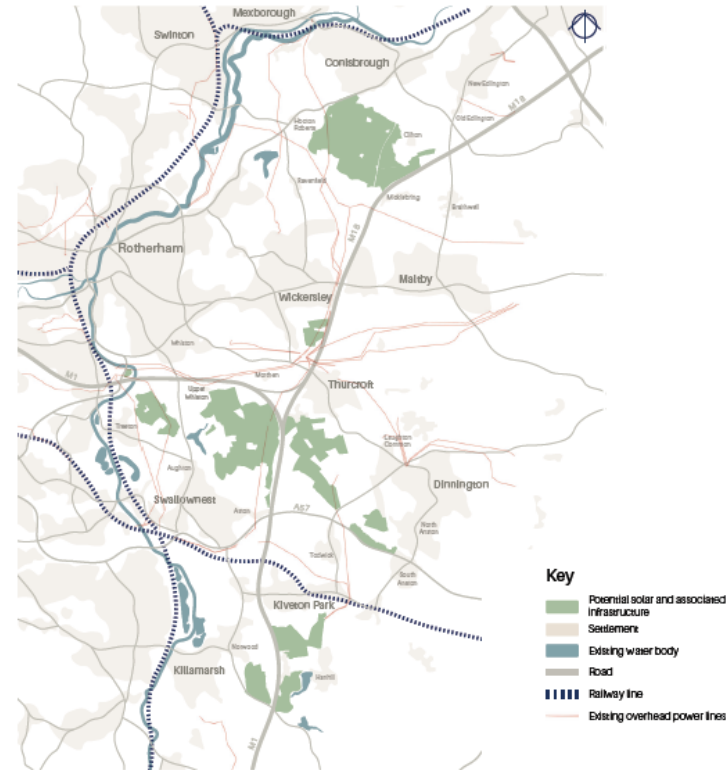 Mexborough
Swinton
Conisbrough
New Edlington
M18
Hooton
Roberts
Clifton
Old Edlington
Ravenfield
Micklebring
Braithwell
M18
Rotherham
Maltby
Wickersley
Whiston
M1
Morthen
Upper
Whiston
Thurcroft
Treeton
Laughton
Common
Aughton
Dinnington
Swallownest
Aston
A57
North
Anston
Todwick
South
Anston
Kiveton Park
Norwood
Killamarsh
Harthill
M1
Key
Potential solar and associated
infrastructure
Settlement
Existing water body
Road
Railway line
Existing overhead power lines